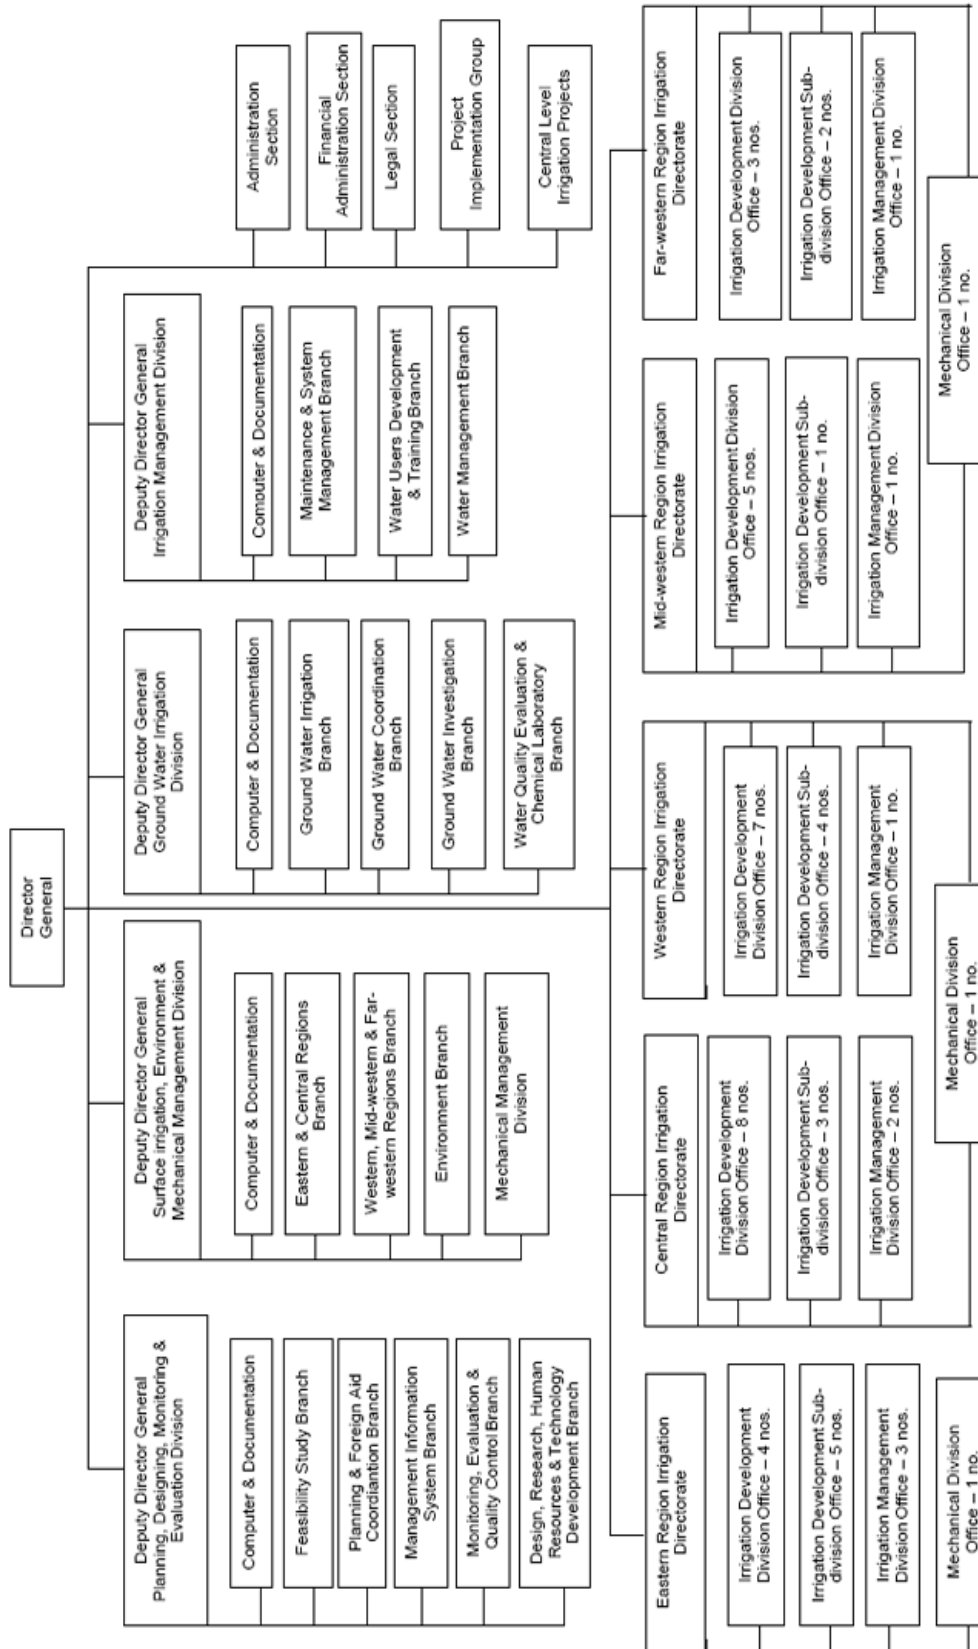 Director
General
Deputy Director General
Planning, Designing, Monitoring &
Evaluation Division
Computer & Documentation
Feasibility Study Branch
Planning & Foreign Aid
Coordiantion Branch
Management Information
System Branch
Monitoring, Evaluation &
Quality Control Branch
Design, Research, Human
Resources & Technology
Development Branch
Deputy Director General
Surface irrigation, Environment &
Mechanical Management Division
Computer & Documentation
Eastern & Central Regions
Branch
Western, Mid-western & Far-
western Regions Branch
Environment Branch
Mechanical Management
Division
Deputy Director General
Ground Water Irrigation
Division
Computer & Documentation
Ground Water Irrigation
Branch
Ground Water Coordination
Branch
Ground Water Investigation
Branch
Water Quality Evaluation &
Chemical Laboratory
Branch
Deputy Director General
Irrigation Management Division
Comouter & Documentation
Maintenance & System
Management Branch
Water Users Development
& Training Branch
Water Management Branch
Administration
Section
Financial
Administration Section
Legal Section
Project
Implementation Group
Central Level
Irrigation Projects
Eastern Region Irrigation
Directorate
Irrigation Development
Division Office – 4 nos.
Irrigation Development Sub-
division Office – 5 nos.
Irrigation Management
Division Office – 3 nos.
Mechanical Division
Office – 1 no.
Central Region Irrigation
Directorate
Irrigation Development
Division Office – 8 nos.
Irrigation Development Sub-
division Office – 3 nos.
Irrigation Management
Division Office – 2 nos.
Western Region Irrigation
Directorate
Irrigation Development
Division Office – 7 nos.
Irrigation Development Sub-
division Office – 4 nos.
Irrigation Management
Division Office – 1 no.
Mechanical Division
Office – 1 no.
Mid-western Region Irrigation
Directorate
Irrigation Development Division
Office – 5 nos.
Irrigation Development Sub-
division Office – 1 no.
Irrigation Management Division
Office – 1 no.
Far-western Region Irrigation
Directorate
Irrigation Development Division
Office – 3 nos.
Irrigation Development Sub-
division Office – 2 nos.
Irrigation Management Division
Office – 1 no.
Mechanical Division
Office – 1 no.